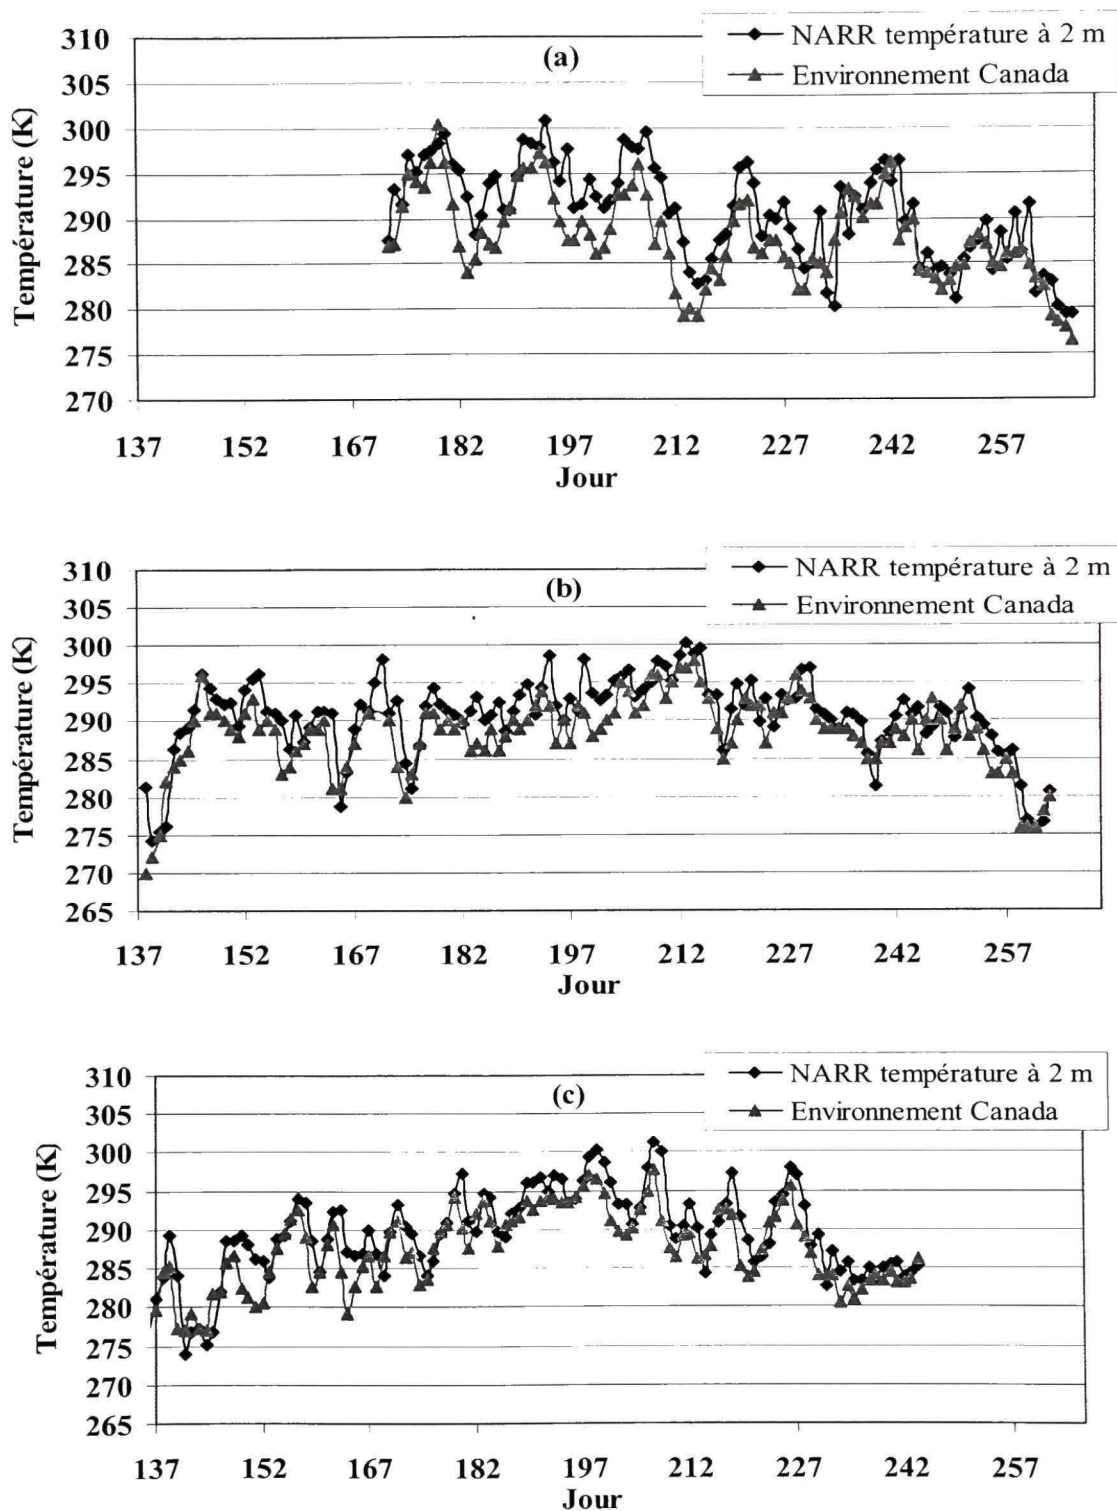 NARR température à 2 m
Environnement Canada
(a)
Température (K)
310
305
300
295
290
285
280
275
270
137 152 167 182 197 212 227 242 257
Jour
NARR température à 2 m
Environnement Canada
(b)
Température (K)
310
305
300
295
290
285
280
275
270
265
137 152 167 182 197 212 227 242 257
Jour
NARR température à 2 m
Environnement Canada
(c)
Température (K)
310
305
300
295
290
285
280
275
270
265
137 152 167 182 197 212 227 242 257
Jour